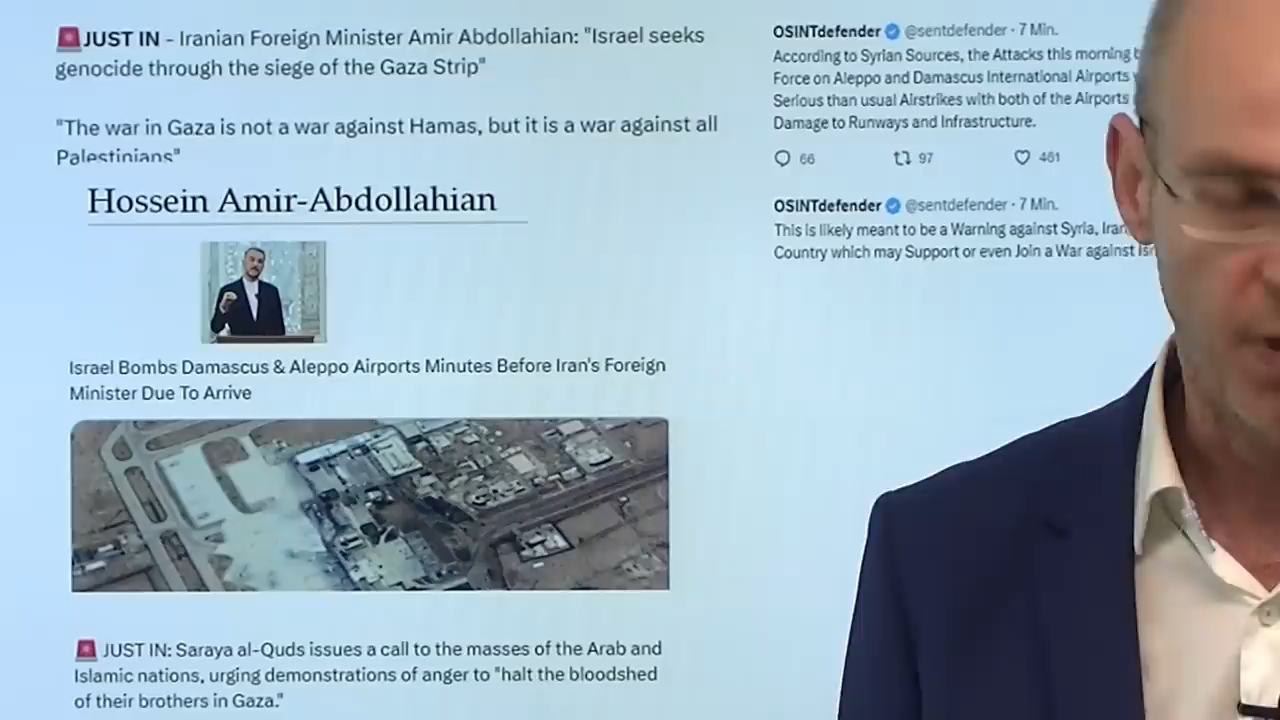 JUST IN - Iranian Foreign Minister Amir Abdollahian: "Israel seeks
genocide through the siege of the Gaza Strip"
"The war in Gaza is not a war against Hamas, but it is a war against all
Palestinians"
Hossein Amir-Abdollahian
Israel Bombs Damascus & Aleppo Airports Minutes Before Iran's Foreign
Minister Due To Arrive
JUST IN: Saraya al-Quds issues a call to the masses of the Arab and
Islamic nations, urging demonstrations of anger to "halt the bloodshed
of their brothers in Gaza."
OSINTdefender @sentdefender · 7 Min.
According to Syrian Sources, the Attacks this morning
Force on Aleppo and Damascus International Airports
Serious than usual Airstrikes with both of the Airports
Damage to Runways and Infrastructure.
66 97 461
OSINTdefender @sentdefender · 7 Min.
This is likely meant to be a Warning against Syria, Iran,
Country which may Support or even Join a War against